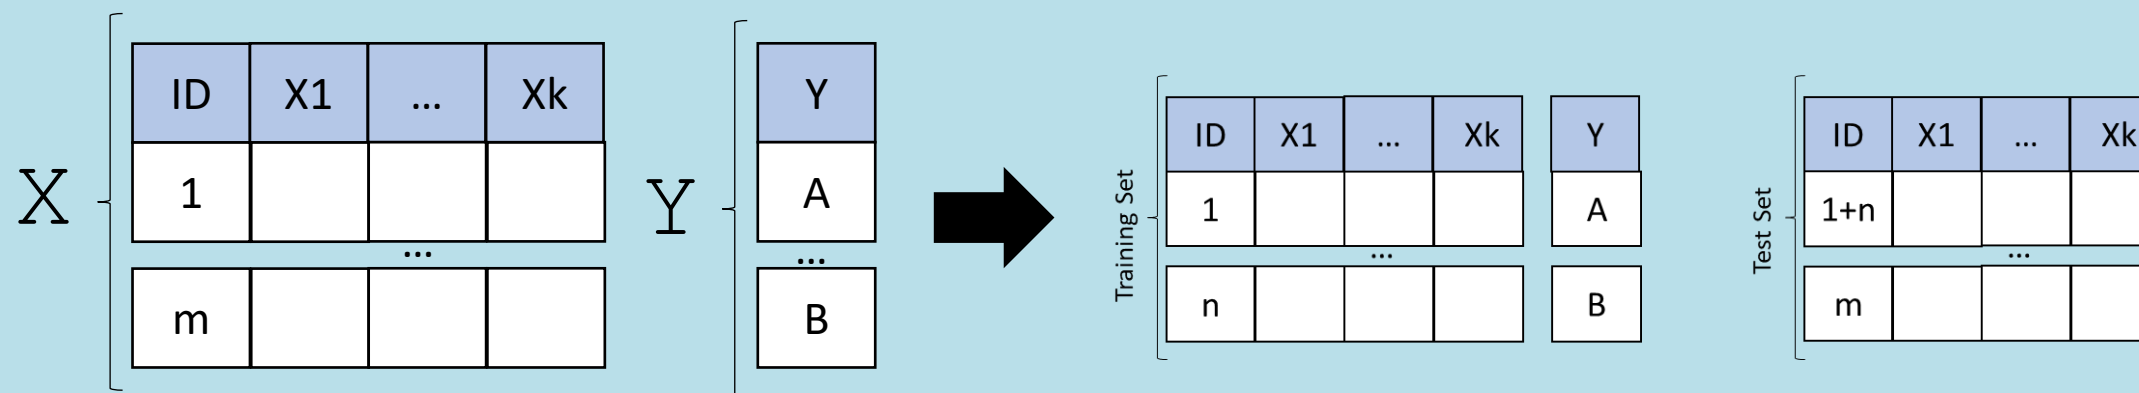 X
ID X1 ... Xk
1
...
m
Y
Y
A
...
B
Training Set
ID X1 ... Xk Y
1 A
...
n B
Test Set
ID X1 ... Xk
1+n
...
m